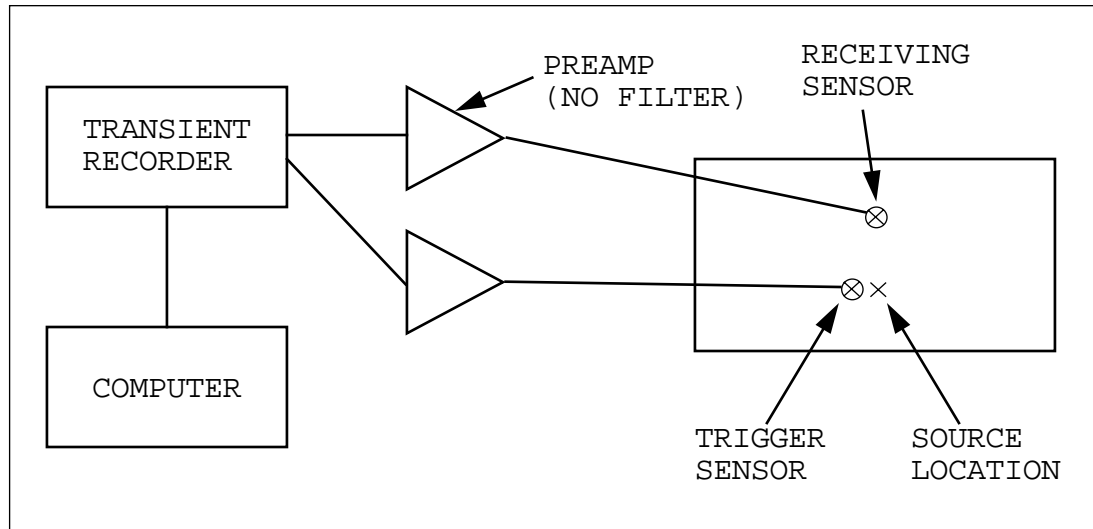 TRANSIENT
RECORDER
PREAMP
(NO FILTER)
RECEIVING
SENSOR
COMPUTER
TRIGGER
SENSOR
SOURCE
LOCATION